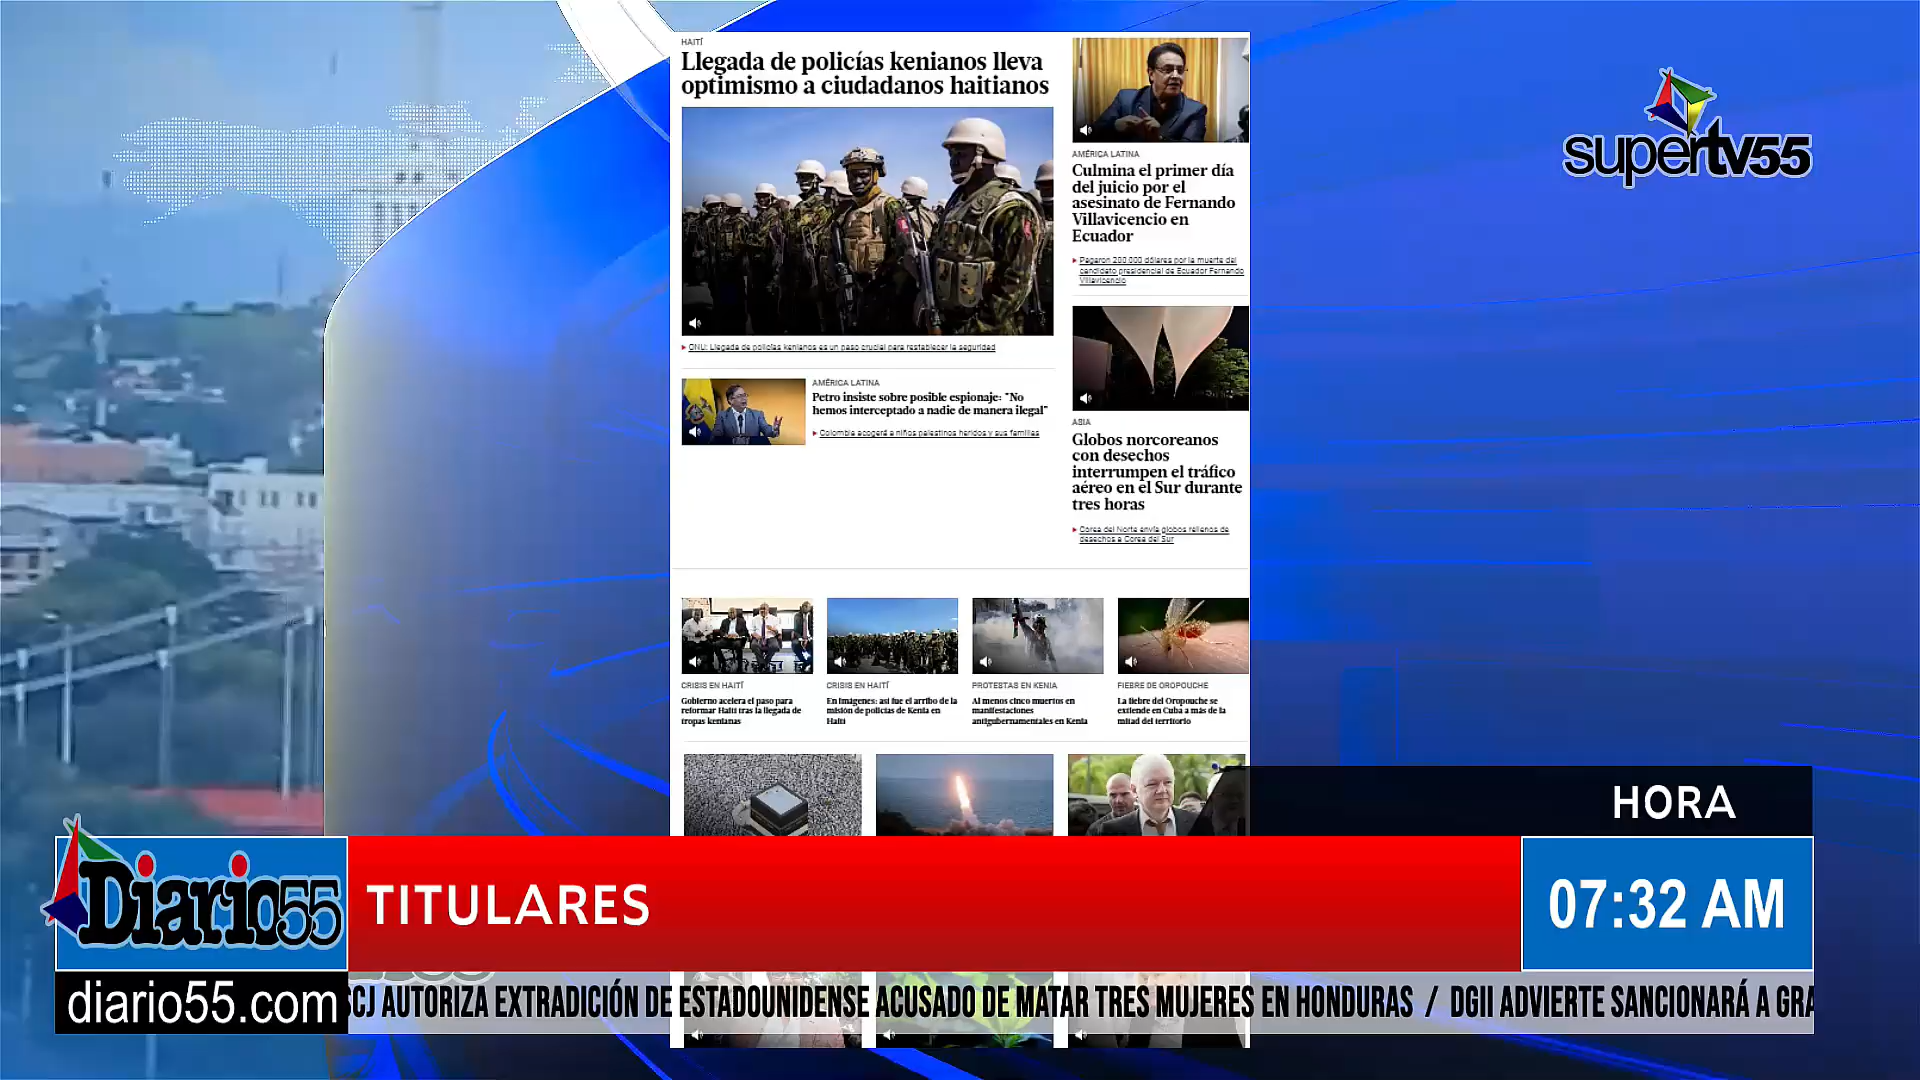 HAITÍ
Llegada de policías kenianos lleva
optimismo a ciudadanos haitianos
ONU: Llegada de policías kenianos es un paso crucial para restablecer la seguridad
AMÉRICA LATINA
Petro insiste sobre posible espionaje: "No
hemos interceptado a nadie de manera ilegal"
Colombia acogerá a niños palestinos heridos y sus familias
AMÉRICA LATINA
Culmina el primer día
del juicio por el
asesinato de Fernando
Villavicencio en
Ecuador
Pagaron 200.000 dólares por la muerte del
candidato presidencial de Ecuador Fernando
Villavicencio
ASIA
Globos norcoreanos
con desechos
interrumpen el tráfico
aéreo en el Sur durante
tres horas
Corea del Norte envía globos rellenos de
desechos a Corea del Sur
CRISIS EN HAITÍ
Gobierno acelera el paso para
reformar Haití tras la llegada de
tropas kenianas
CRISIS EN HAITÍ
En imágenes: así fue el arribo de la
misión de policías de Kenia en
Haití
PROTESTAS EN KENIA
Al menos cinco muertos en
manifestaciones
antigubernamentales en Kenia
FIEBRE DE OROPOUCHE
La fiebre del Oropouche se
extiende en Cuba a más de la
mitad del territorio
supertv55
HORA
07:32 AM
Diario55
TITULARES
diario55.com
SCJ AUTORIZA EXTRADICIÓN DE ESTADOUNIDENSE ACUSADO DE MATAR TRES MUJERES EN HONDURAS / DGII ADVIERTE SANCIONARÁ A GRA